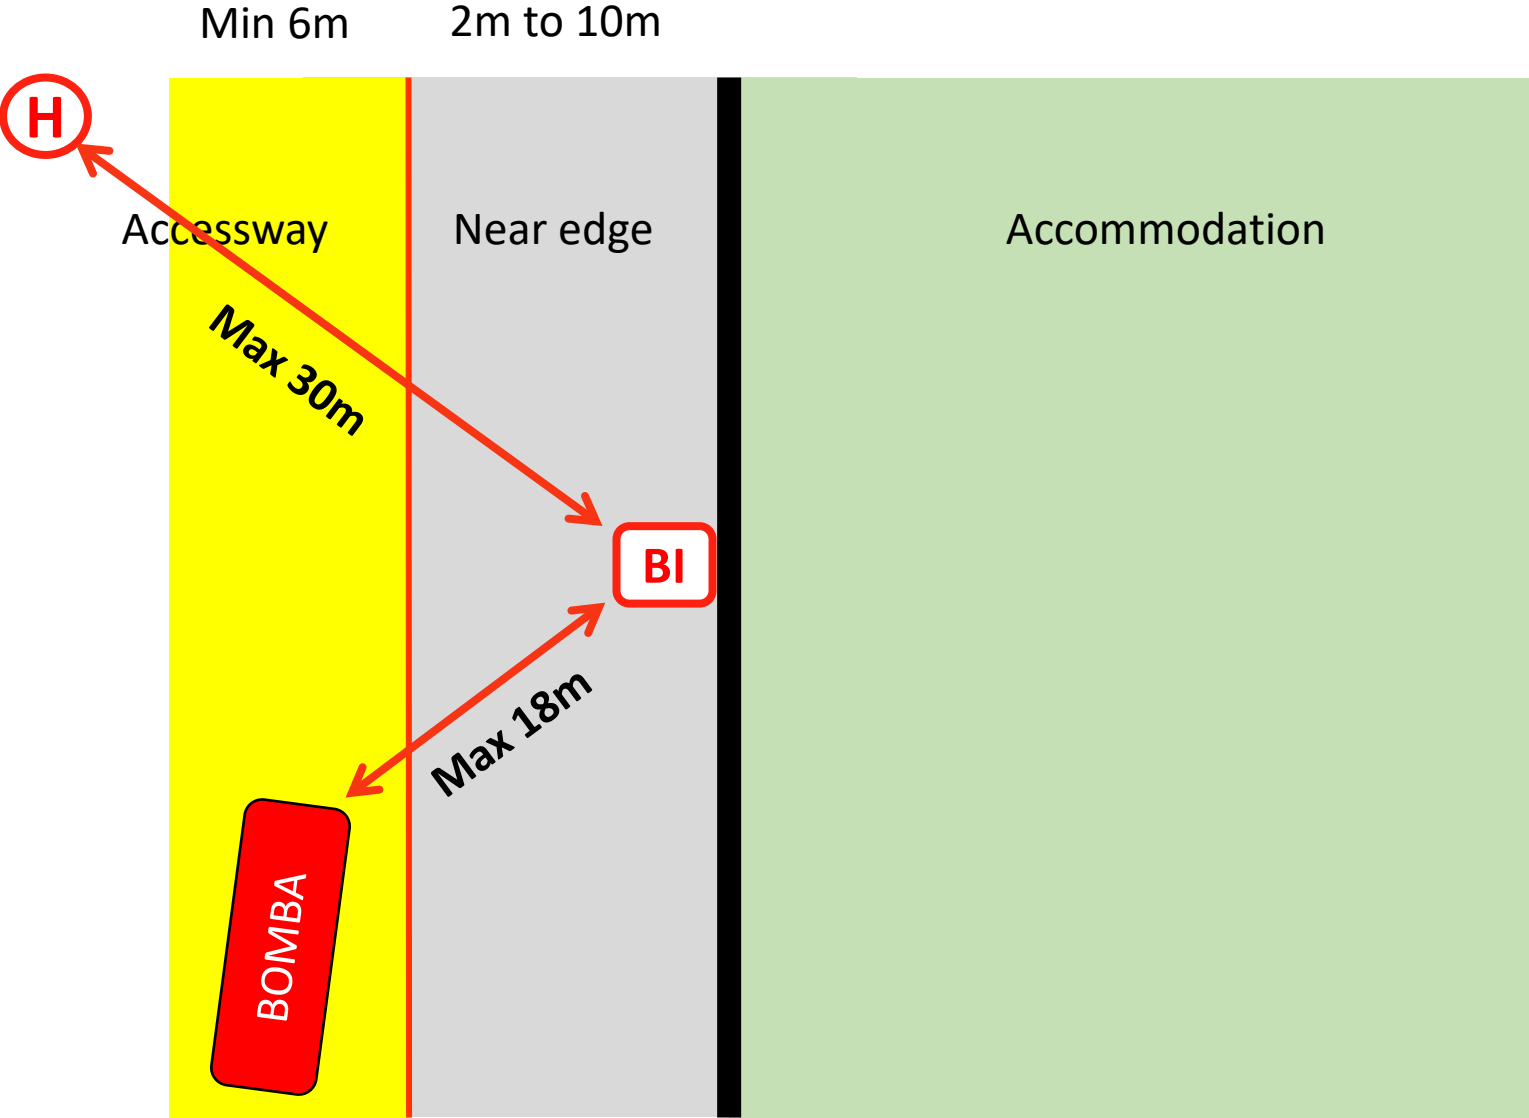 Min 6m
2m to 10m
H
Accessway
Near edge
Accommodation
Max 30m
BI
Max 18m
BOMBA